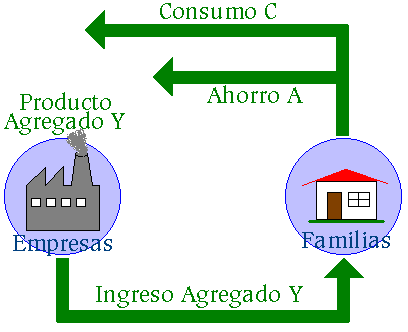 Consumo C
Ahorro A
Producto
Agregado Y
Empresas
Familias
Ingreso Agregado Y